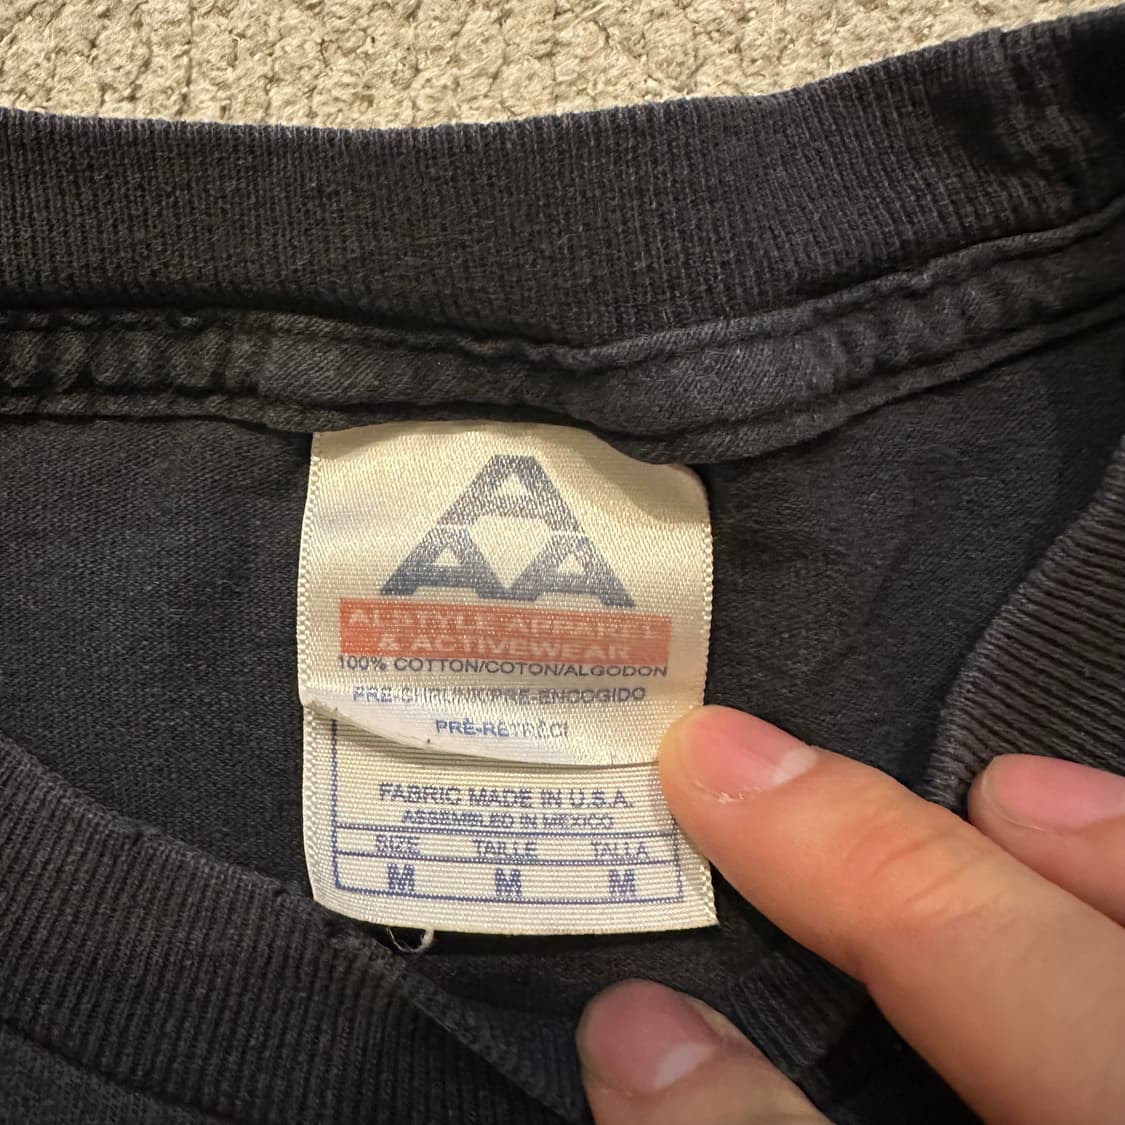 A
AA
ALSTYLE APPAREL
& ACTIVEWEAR
100% COTTON/COTON/ALGODON
PRE-SHRUNK/PRE-ENCOGIDO
PRÉ-RETRÉCI
FABRIC MADE IN U.S.A.
ASSEMBLED IN MEXICO
SIZE TAILLE TALLA
M M M